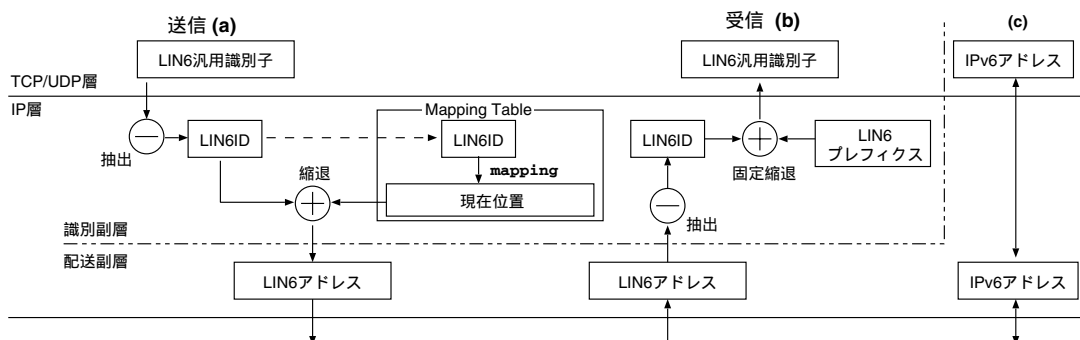 送信 (a)
受信 (b)
(c)
LIN6汎用識別子
LIN6汎用識別子
IPv6アドレス
TCP/UDP層
IP層
Mapping Table
抽出
LIN6ID
LIN6ID
mapping
現在位置
縮退
LIN6ID
固定縮退
LIN6
プレフィクス
抽出
識別副層
配送副層
LIN6アドレス
LIN6アドレス
IPv6アドレス